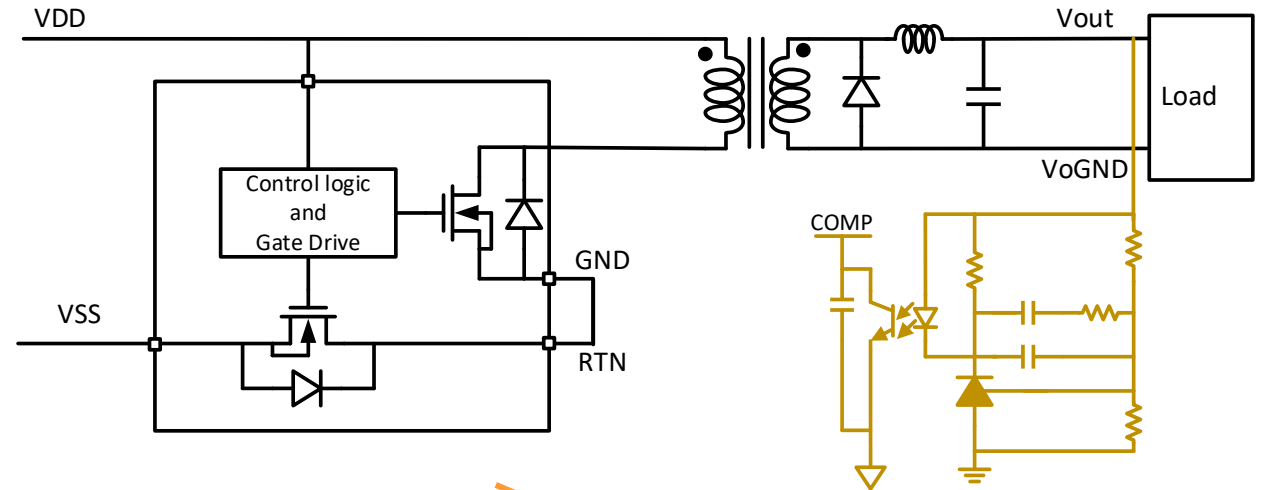 VDD
Vout
Load
VoGND
Control logic
and
Gate Drive
COMP
GND
VSS
RTN